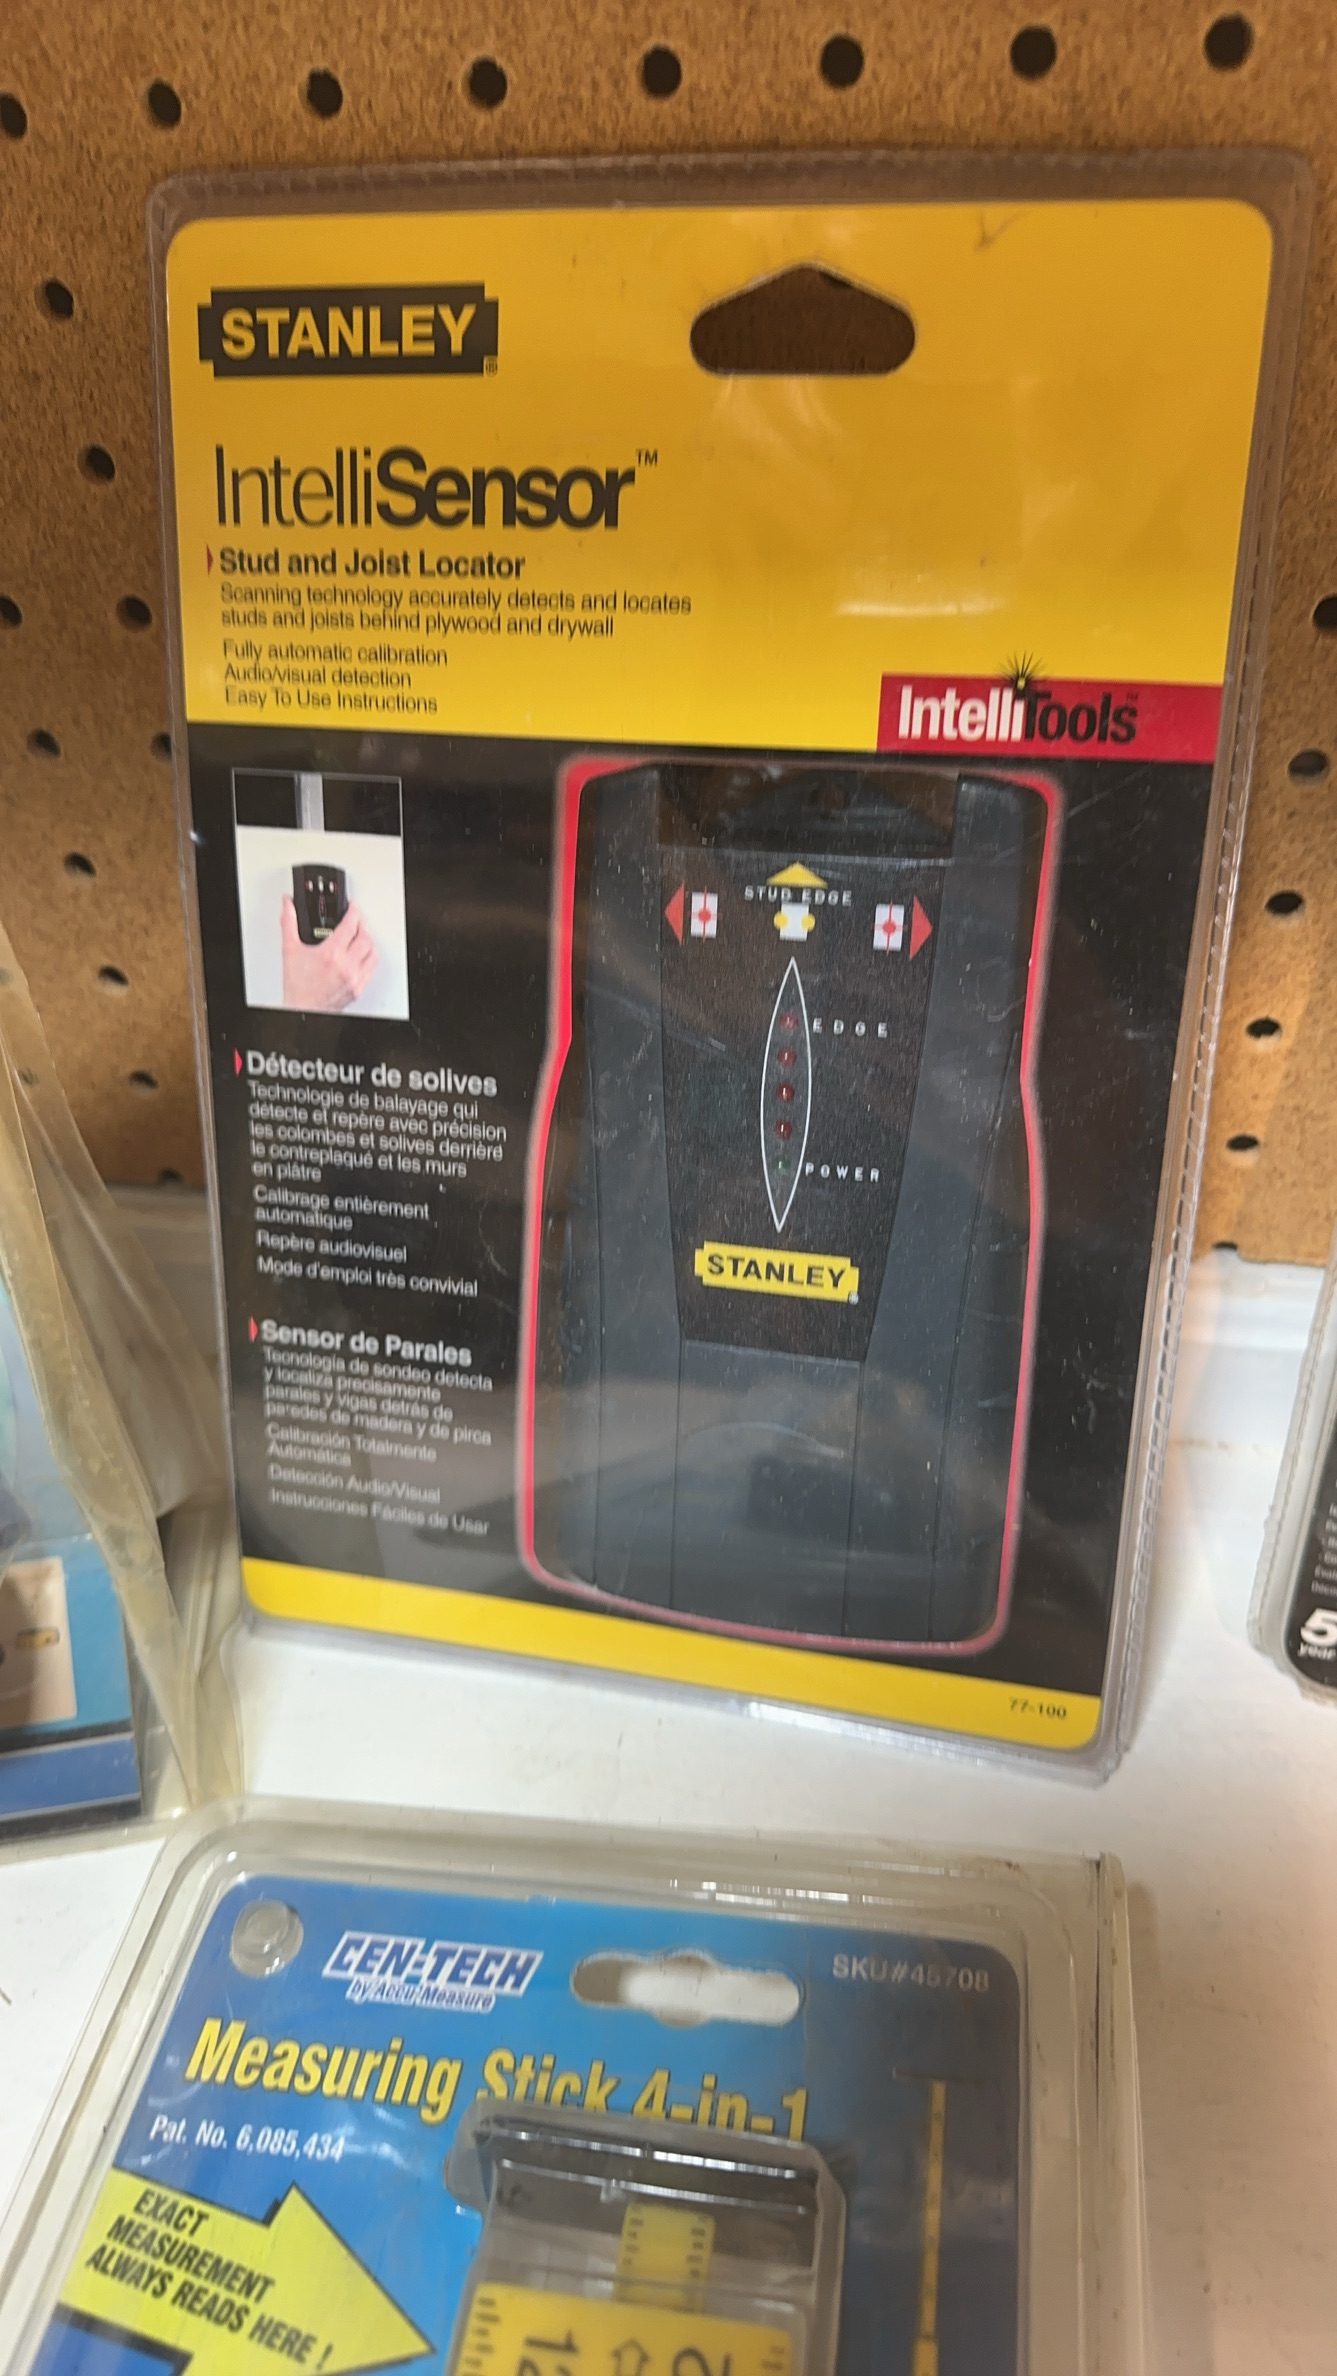 STANLEY®
IntelliSensor™
Stud and Joist Locator
Scanning technology accurately detects and locates
studs and joists behind plywood and drywall
Fully automatic calibration
Audio/visual detection
Easy To Use Instructions
IntelliTools™
STUD EDGE
EDGE
POWER
STANLEY®
Détecteur de solives
Technologie de balayage qui
détecte et repère avec précision
les colombes et solives derrière
le contreplaqué et les murs
en plâtre
Calibrage entièrement
automatique
Repère audiovisuel
Mode d'emploi très convivial
Sensor de Parales
Tecnología de sondeo detecta
y localiza precisamente
parales y vigas detrás de
paredes de madera y de pirca
Calibración Totalmente
Automática
Detección Audio/Visual
Instrucciones Fáciles de Usar
77-100
5
year
CEN-TECH
by Accu-Measure
SKU#45708
Measuring Stick 4-in-1
Pat. No. 6,085,434
EXACT
MEASUREMENT
ALWAYS READS HERE!